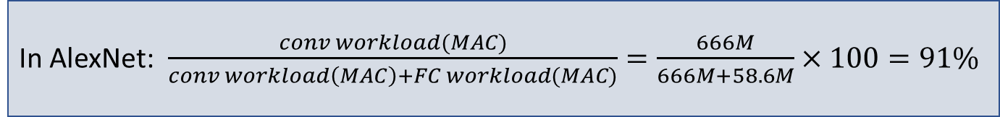 In AlexNet: conv workload(MAC) / conv workload(MAC)+FC workload(MAC) = 666M / 666M+58.6M × 100 = 91%